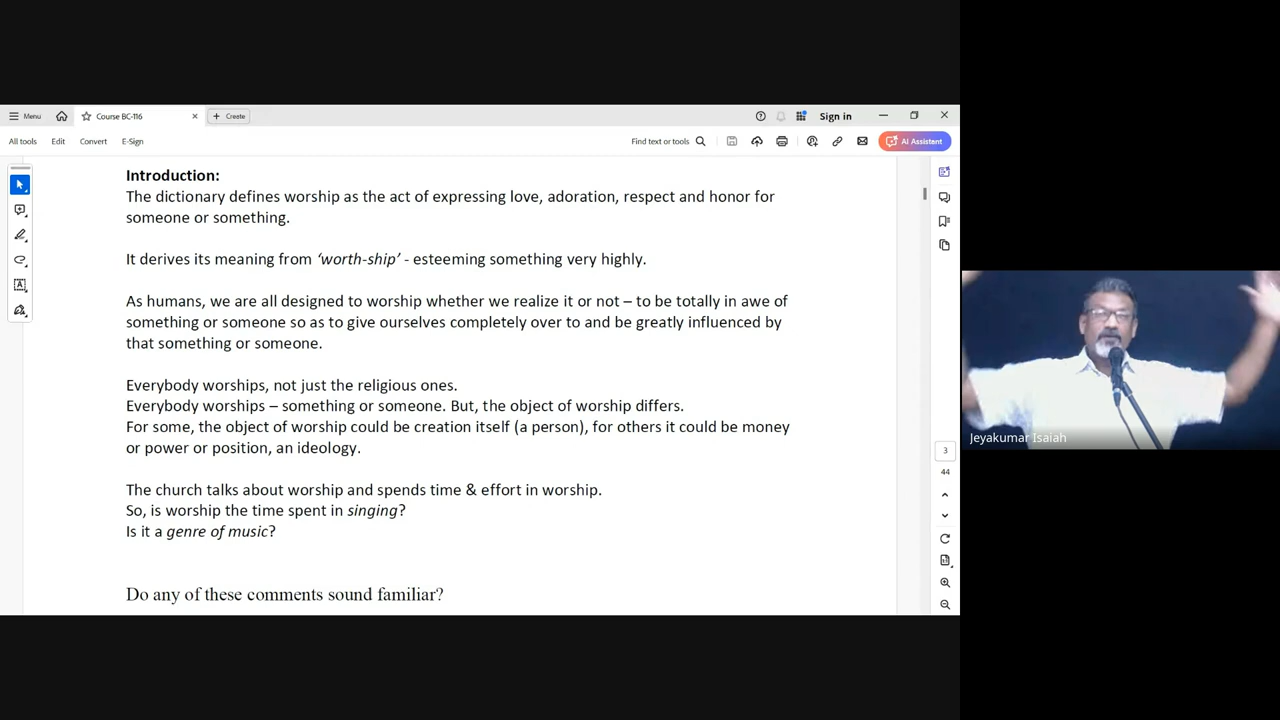 Menu
Course BC-116
Create
Sign in
All tools
Edit
Convert
E-Sign
Find text or tools
AI Assistant
Introduction:
The dictionary defines worship as the act of expressing love, adoration, respect and honor for
someone or something.
It derives its meaning from ‘worth-ship’ - esteeming something very highly.
As humans, we are all designed to worship whether we realize it or not – to be totally in awe of
something or someone so as to give ourselves completely over to and be greatly influenced by
that something or someone.
Everybody worships, not just the religious ones.
Everybody worships – something or someone. But, the object of worship differs.
For some, the object of worship could be creation itself (a person), for others it could be money
or power or position, an ideology.
The church talks about worship and spends time & effort in worship.
So, is worship the time spent in singing?
Is it a genre of music?
Do any of these comments sound familiar?
3
44
Jeyakumar Isaiah